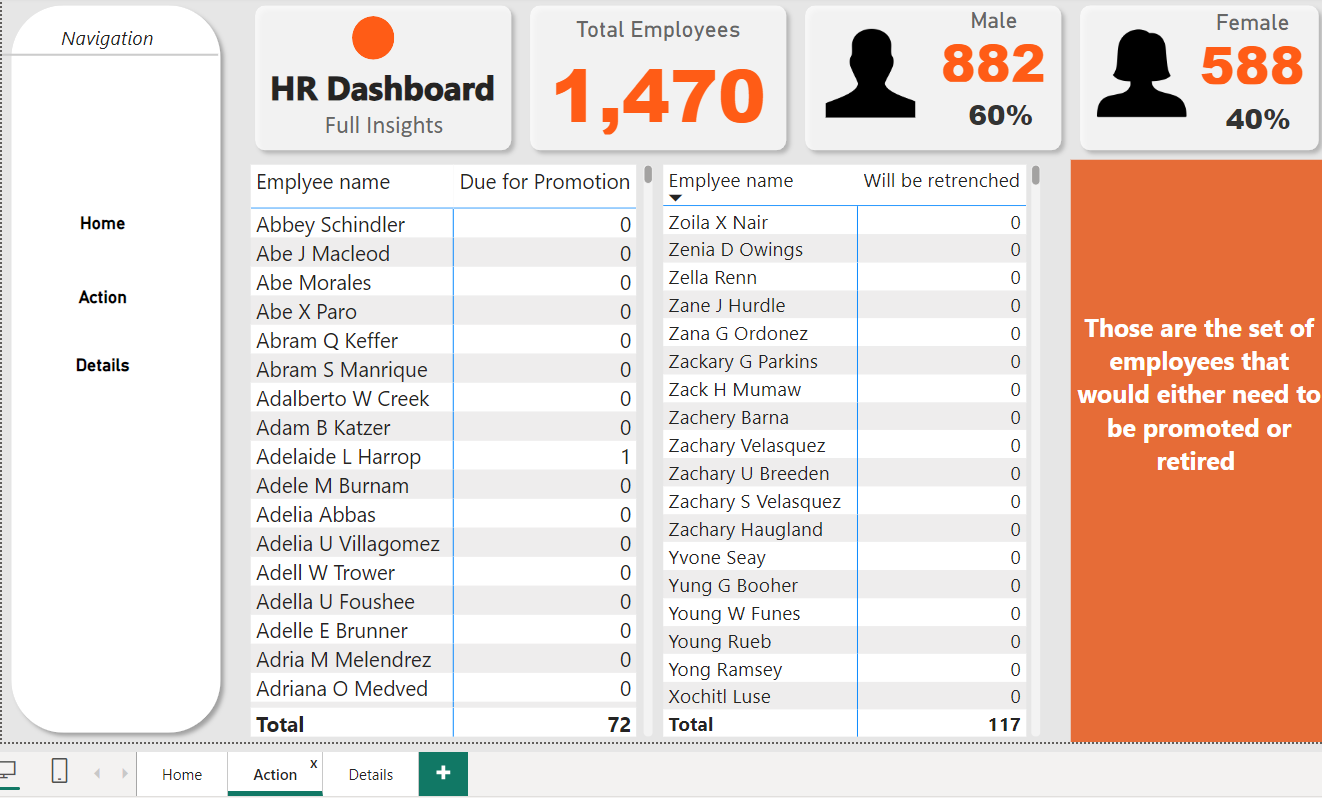 Navigation
Home
Action
Details
HR Dashboard
Full Insights
Total Employees
1,470
Male
882
60%
Female
588
40%
Emplyee name Due for Promotion
Abbey Schindler 0
Abe J Macleod 0
Abe Morales 0
Abe X Paro 0
Abram Q Keffer 0
Abram S Manrique 0
Adalberto W Creek 0
Adam B Katzer 0
Adelaide L Harrop 1
Adele M Burnam 0
Adelia Abbas 0
Adelia U Villagomez 0
Adell W Trower 0
Adella U Foushee 0
Adelle E Brunner 0
Adria M Melendrez 0
Adriana O Medved 0
Total 72
Emplyee name Will be retrenched
Zoila X Nair 0
Zenia D Owings 0
Zella Renn 0
Zane J Hurdle 0
Zana G Ordonez 0
Zackary G Parkins 0
Zack H Mumaw 0
Zachery Barna 0
Zachary Velasquez 0
Zachary U Breeden 0
Zachary S Velasquez 0
Zachary Haugland 0
Yvone Seay 0
Yung G Booher 0
Young W Funes 0
Young Rueb 0
Yong Ramsey 0
Xochitl Luse 0
Total 117
Those are the set of
employees that
would either need to
be promoted or
retired
Home
Action x
Details
+